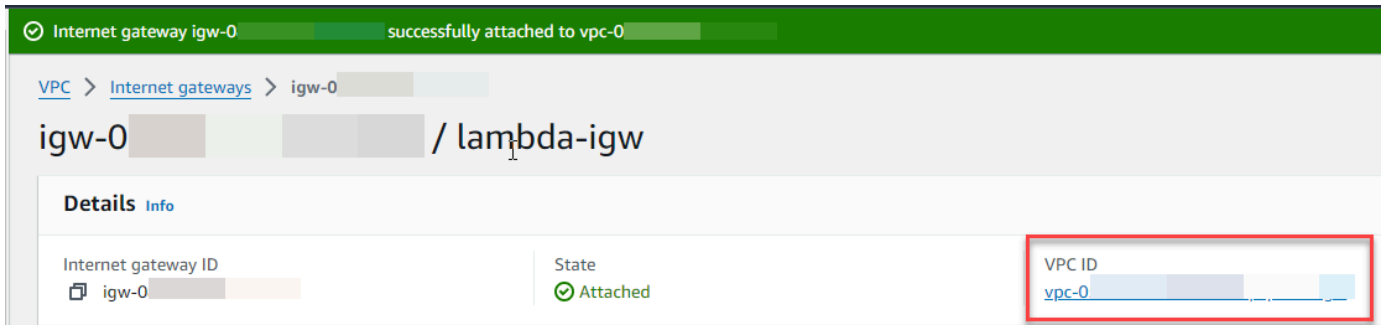 Internet gateway igw-0 successfully attached to vpc-0
VPC > Internet gateways > igw-0
igw-0 / lambda-igw
Details Info
Internet gateway ID
igw-0
State
Attached
VPC ID
vpc-0